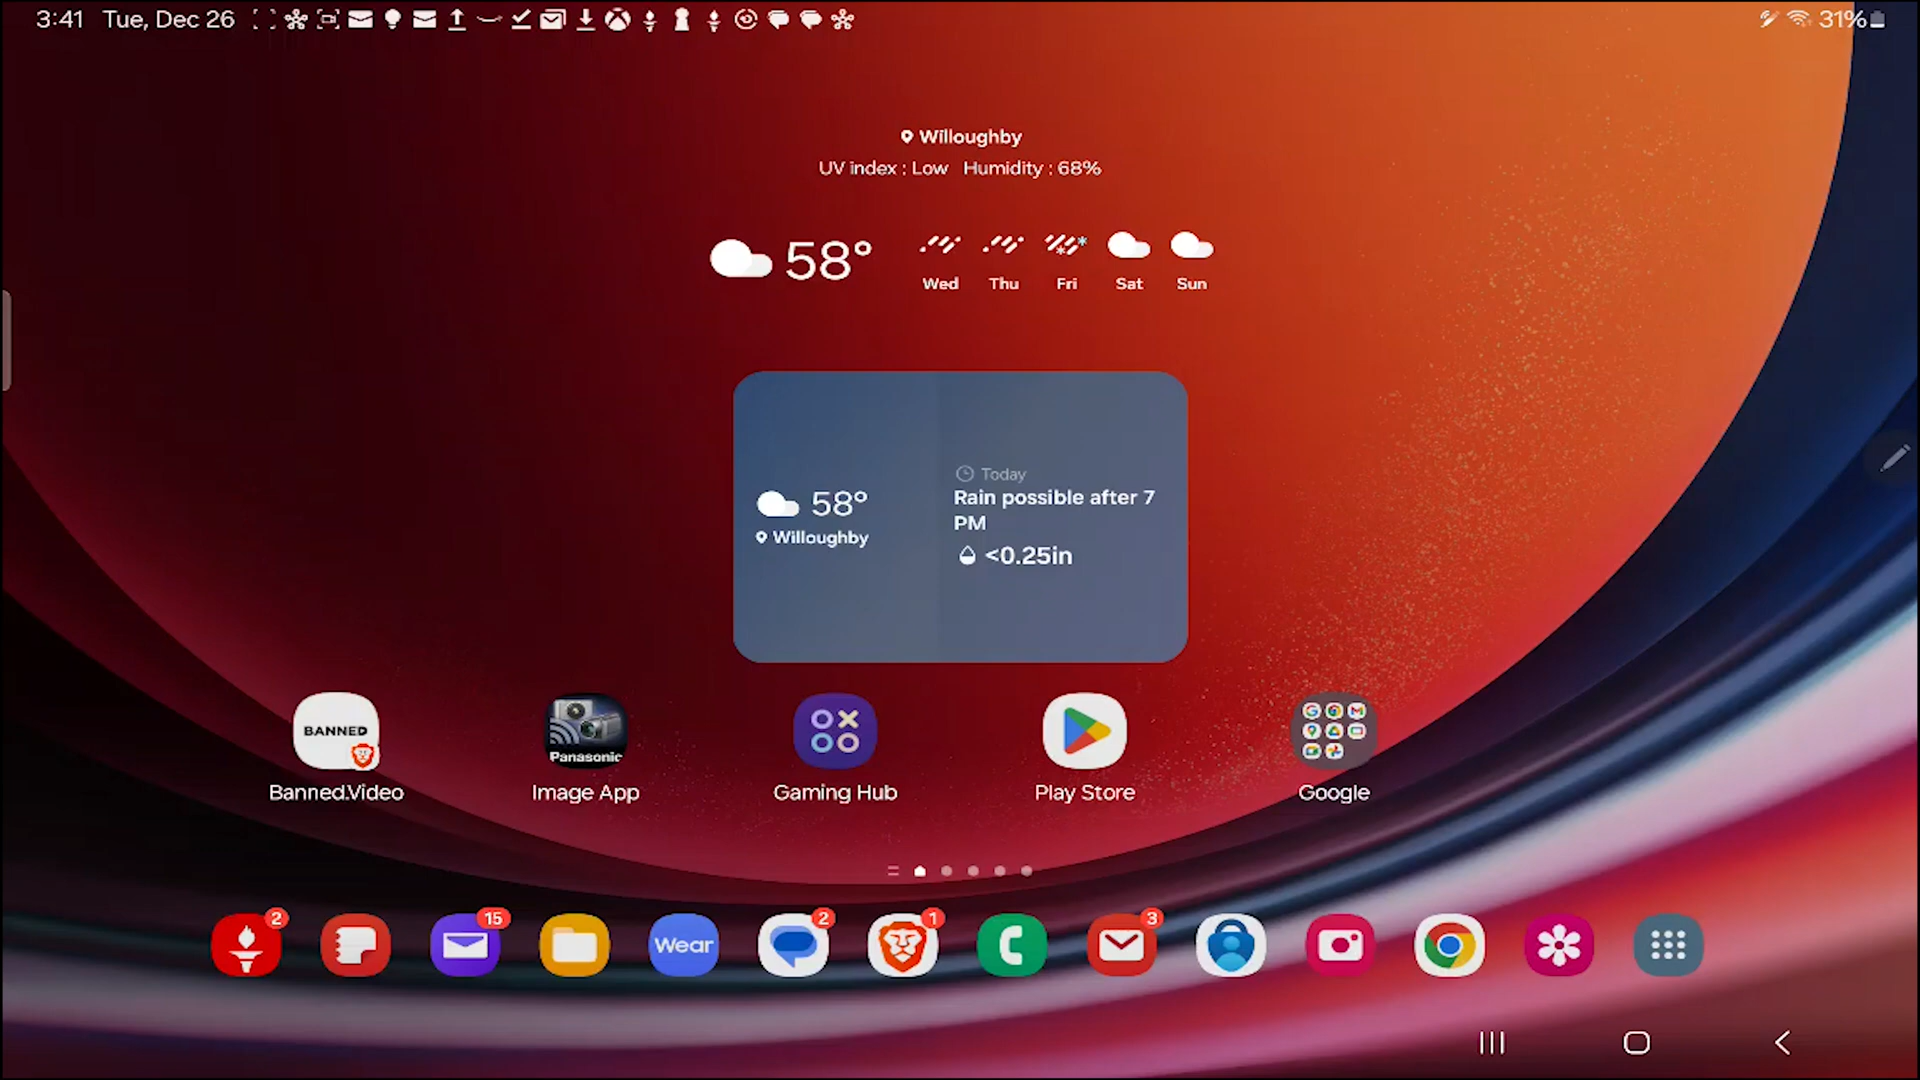 3:41 Tue, Dec 26
31%
Willoughby
UV index : Low Humidity : 68%
58°
Wed Thu Fri Sat Sun
Today
Rain possible after 7
PM
58°
Willoughby
<0.25in
BANNED
Panasonic
Banned.Video
Image App
Gaming Hub
Play Store
Google
2
15
2
1
3
Wear